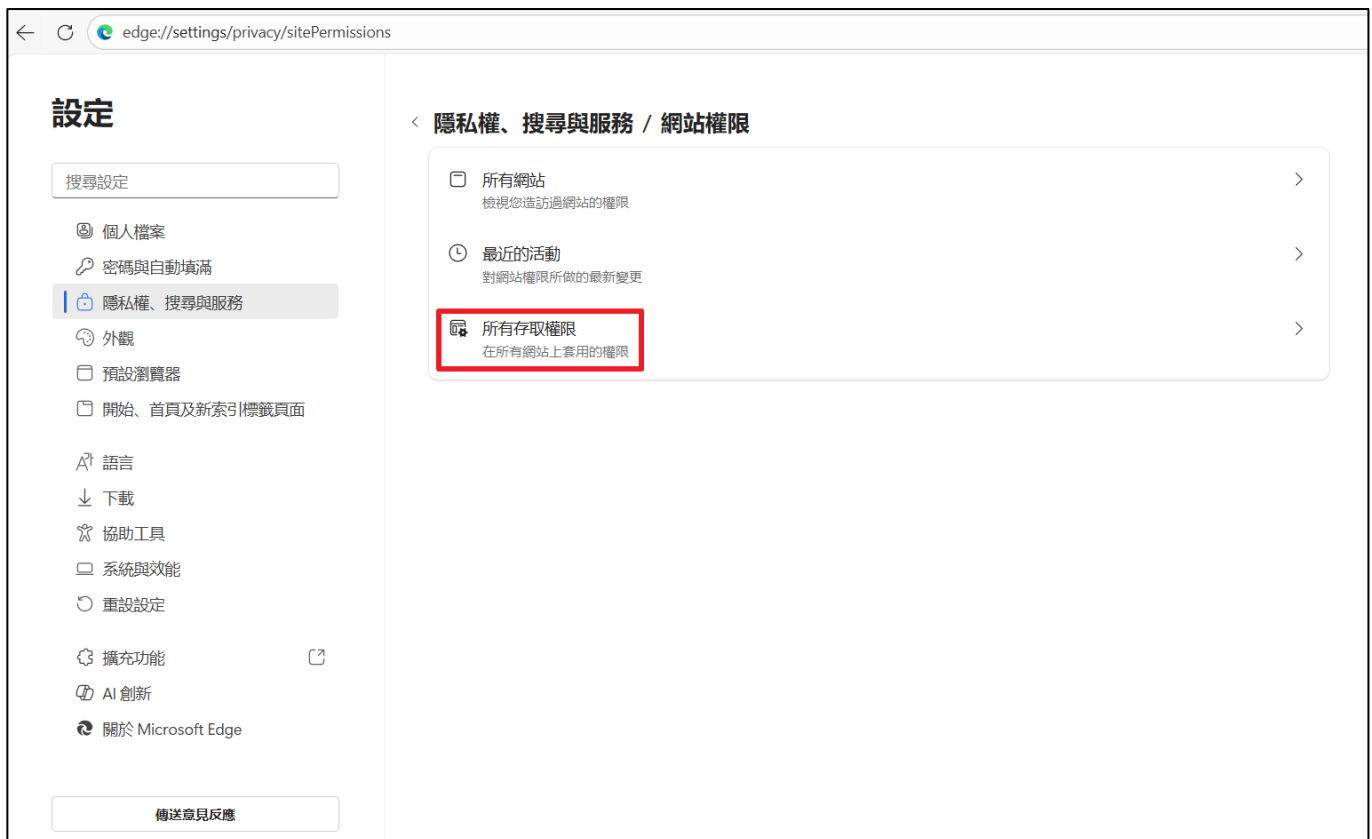 edge://settings/privacy/sitePermissions
設定
搜尋設定
個人檔案
密碼與自動填滿
隱私權、搜尋與服務
外觀
預設瀏覽器
開始、首頁及新索引標籤頁面
語言
下載
協助工具
系統與效能
重設設定
擴充功能
AI 創新
關於 Microsoft Edge
傳送意見反應
隱私權、搜尋與服務 / 網站權限
所有網站
檢視您造訪過網站的權限
最近的活動
對網站權限所做的最新變更
所有存取權限
在所有網站上套用的權限